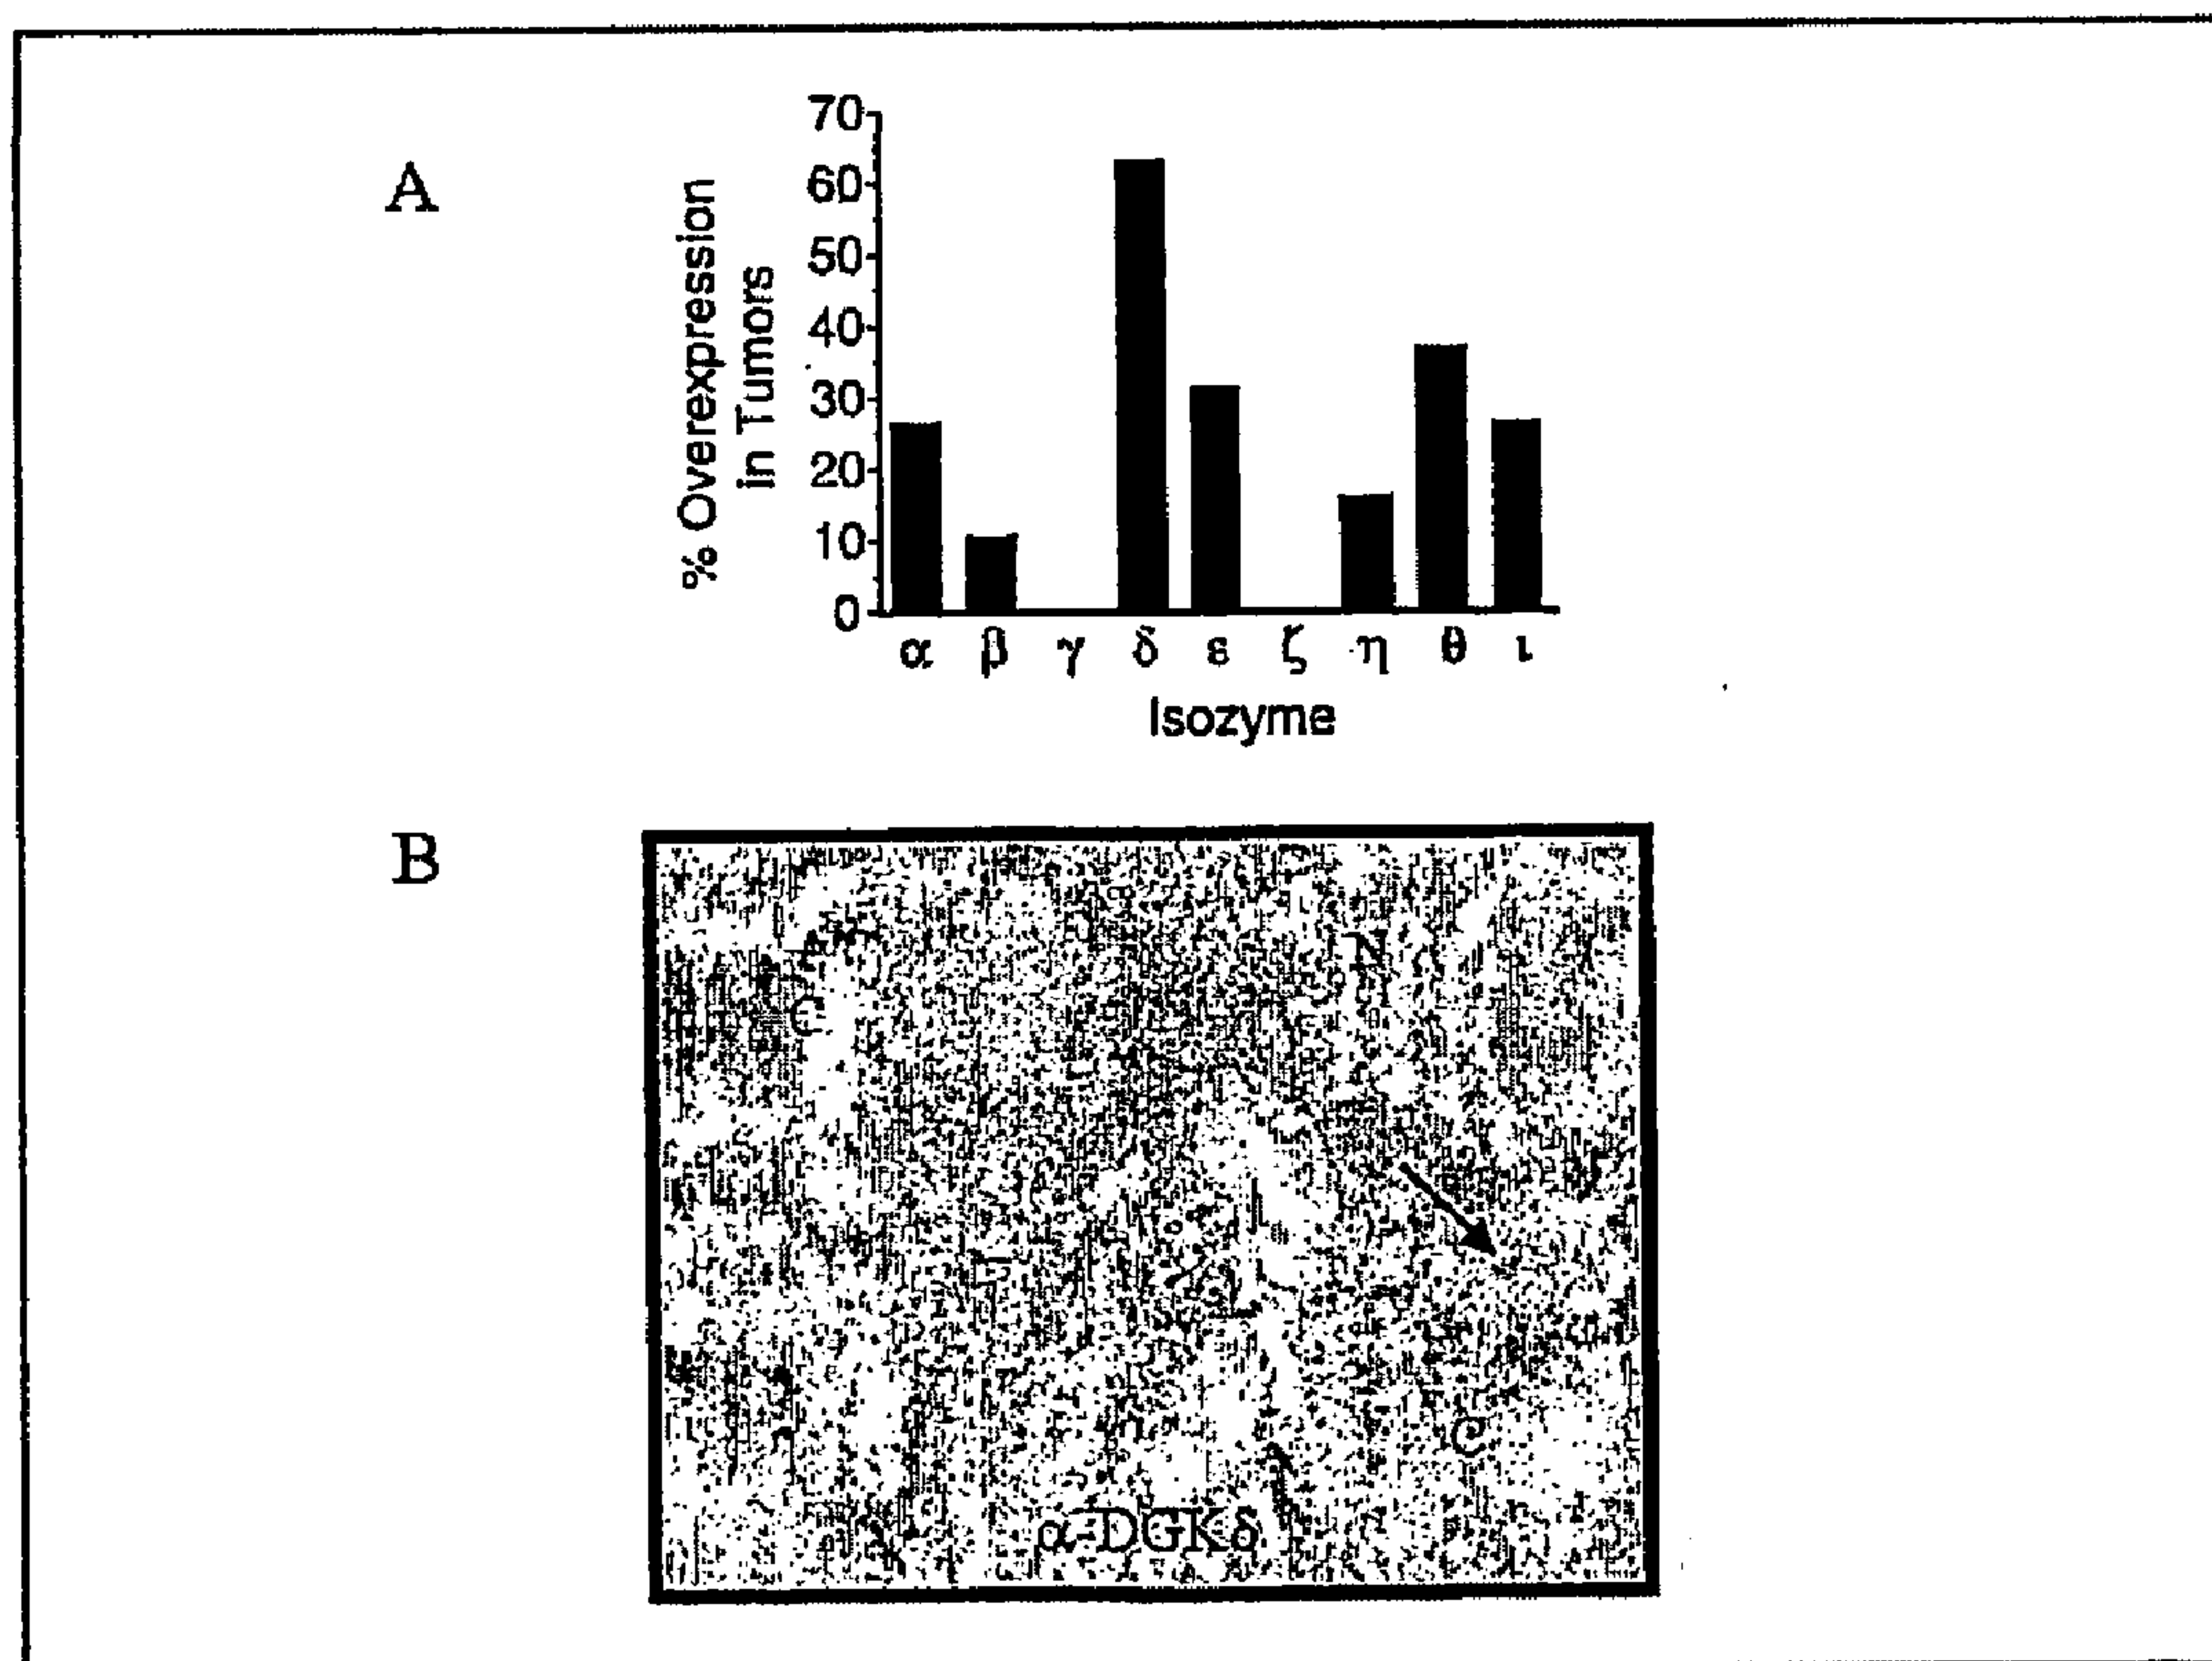 A
70
60
50
40
30
20
10
0
% Overexpression
in Tumors
α β γ δ ε ζ η θ ι
Isozyme
B
N
C
C
α-DGKδ